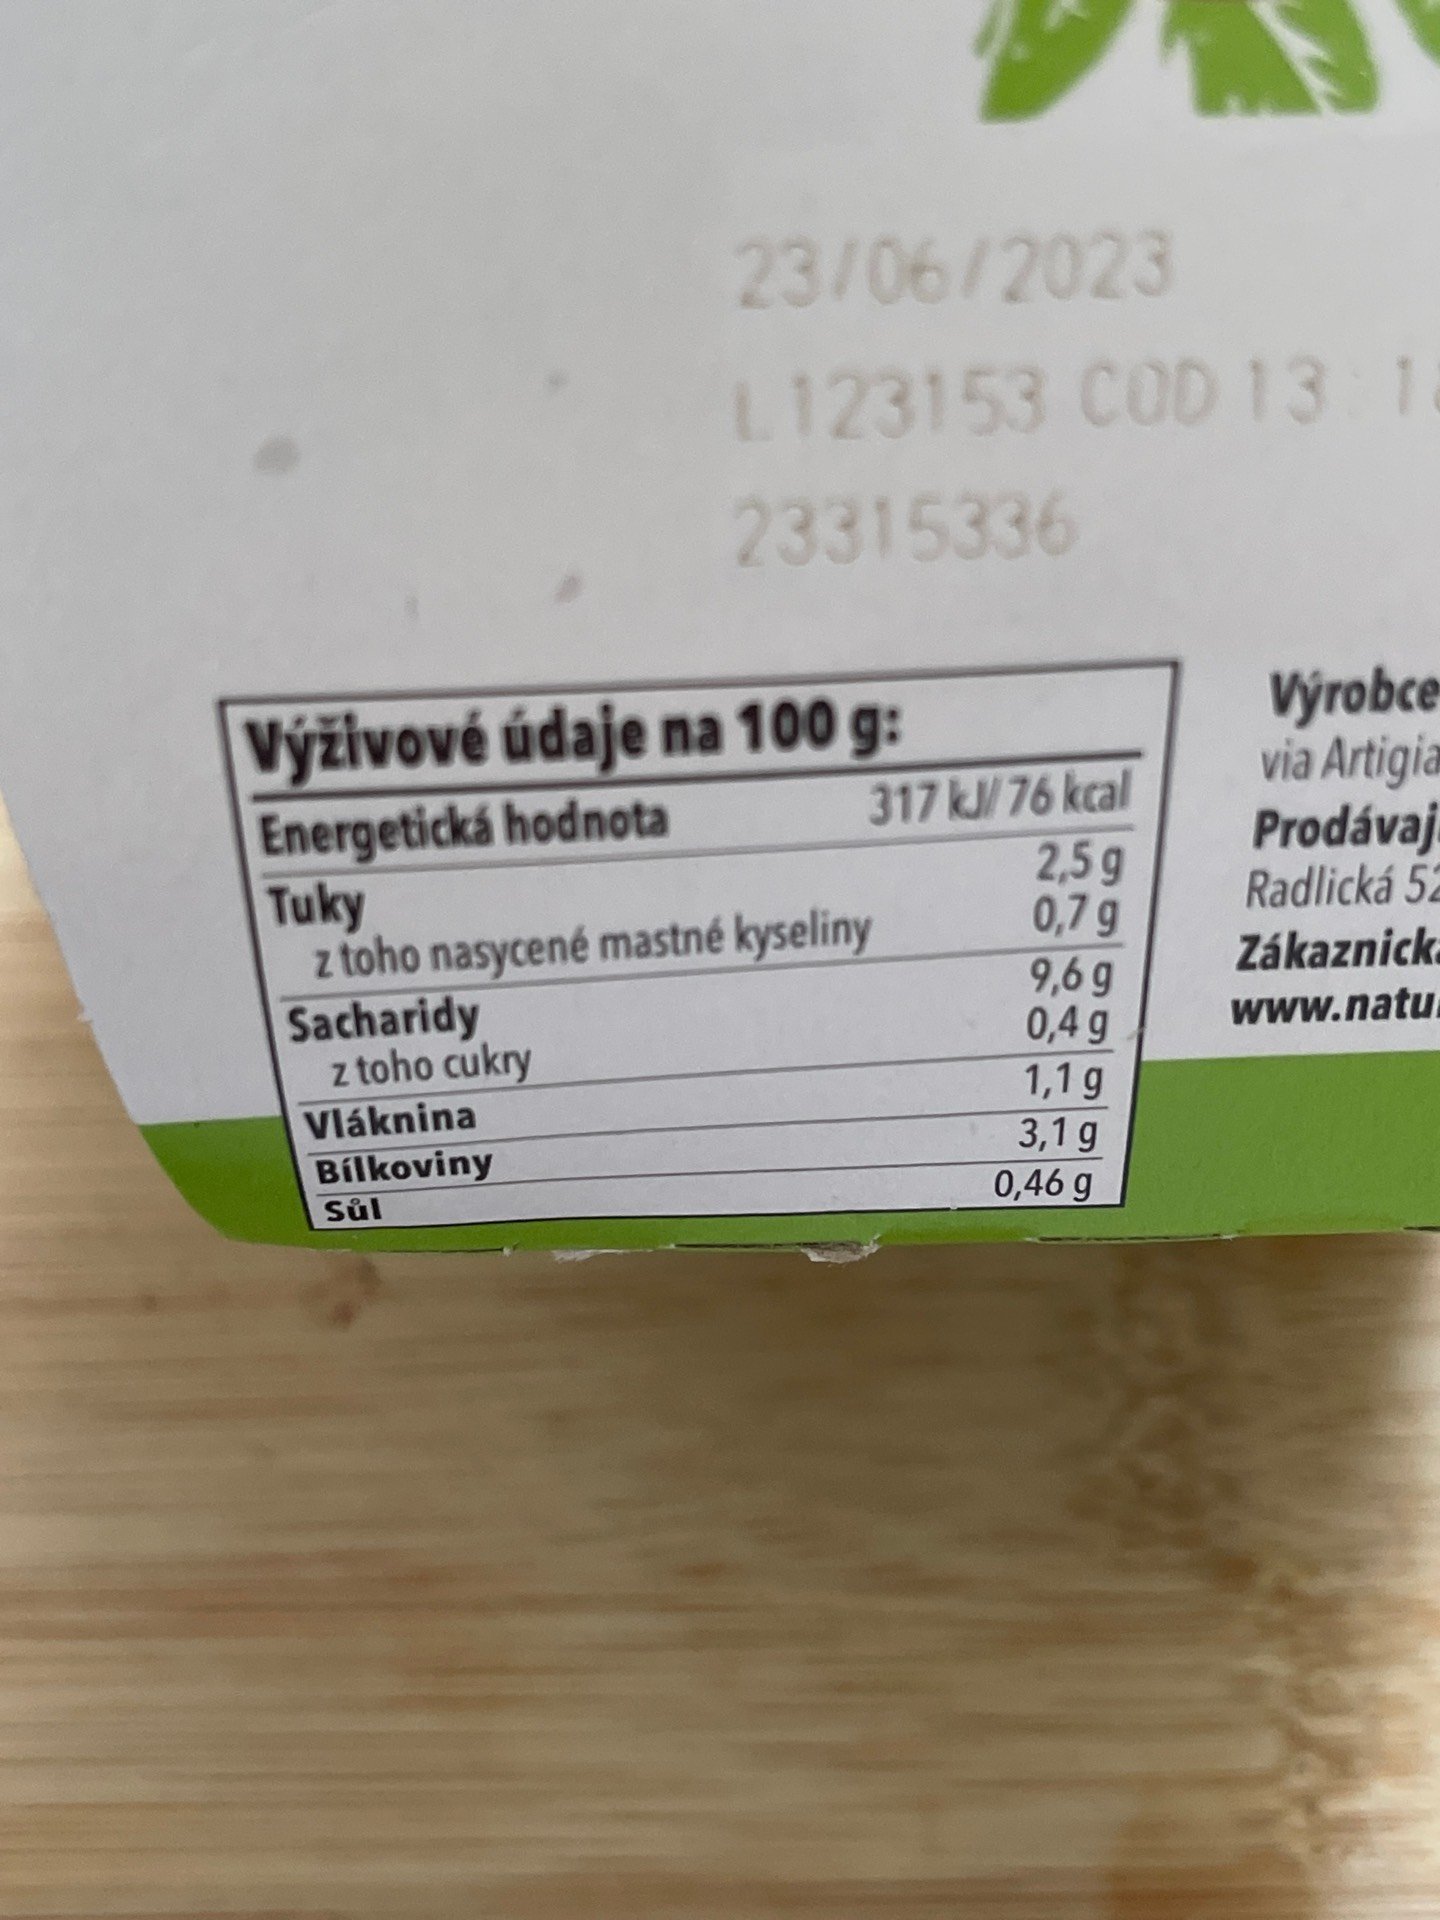 23/06/2023
L123153 COD 13 : 1
23315336
Výživové údaje na 100 g:
Energetická hodnota 317 kJ/ 76 kcal
Tuky 2,5 g
z toho nasycené mastné kyseliny 0,7 g
Sacharidy 9,6 g
z toho cukry 0,4 g
Vláknina 1,1 g
Bílkoviny 3,1 g
Sůl 0,46 g
Výrobce
via Artigia
Prodávaj
Radlická 52
Zákaznick
www.natu